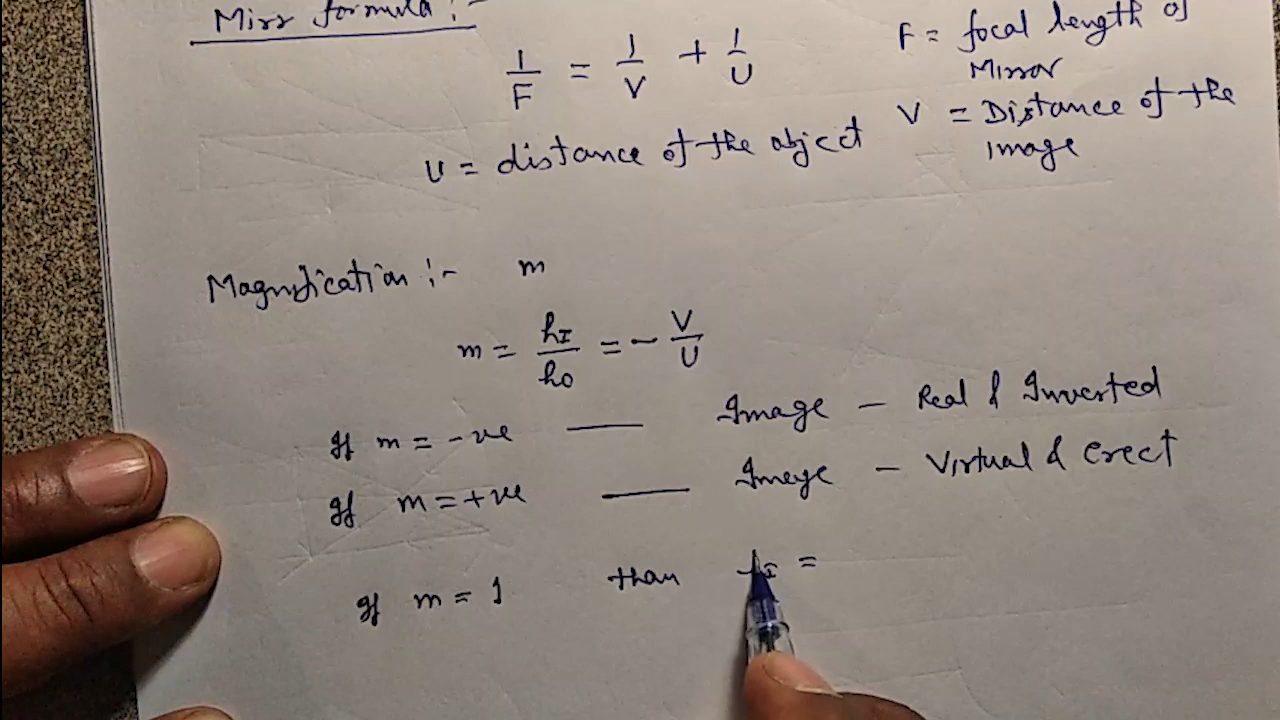 Mirr formula :-
1/F = 1/V + 1/U
F = focal length of
Mirror
V = Distance of the
image
U = distance of the object
Magnification :- m
m = hI/ho = - V/U
If m = -ve —— Image - Real & Inverted
If m = +ve —— Image - Virtual & Erect
If m = 1 than I =